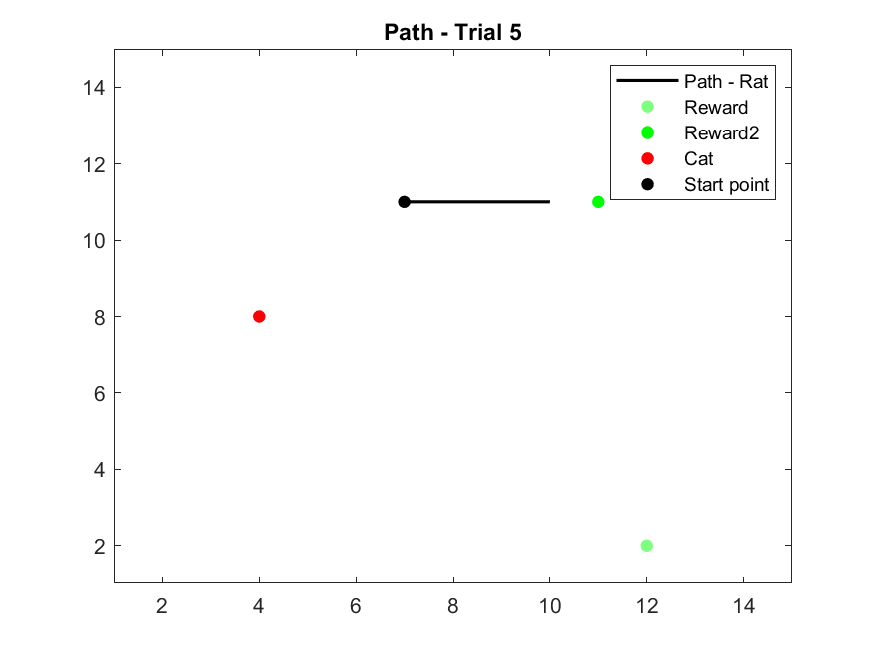 Path - Trial 5
14
12
10
8
6
4
2
2 4 6 8 10 12 14
Path - Rat
Reward
Reward2
Cat
Start point